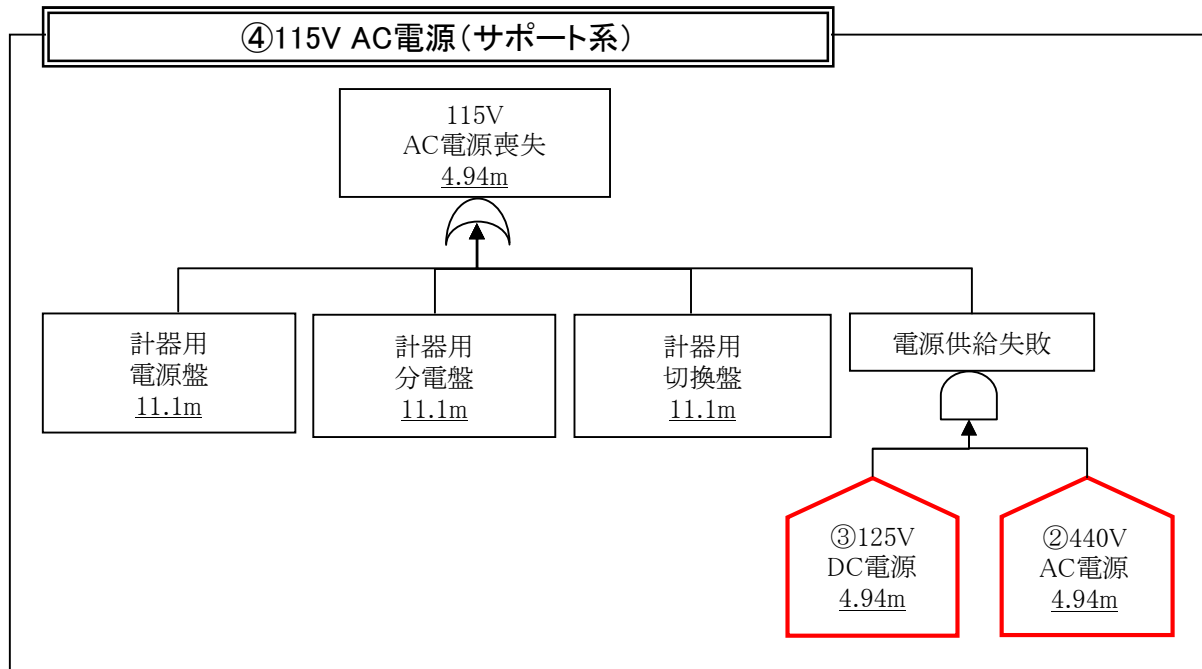 ④115V AC電源（サポート系）
115V
AC電源喪失
4.94m
計器用
電源盤
11.1m
計器用
分電盤
11.1m
計器用
切換盤
11.1m
電源供給失敗
③125V
DC電源
4.94m
②440V
AC電源
4.94m